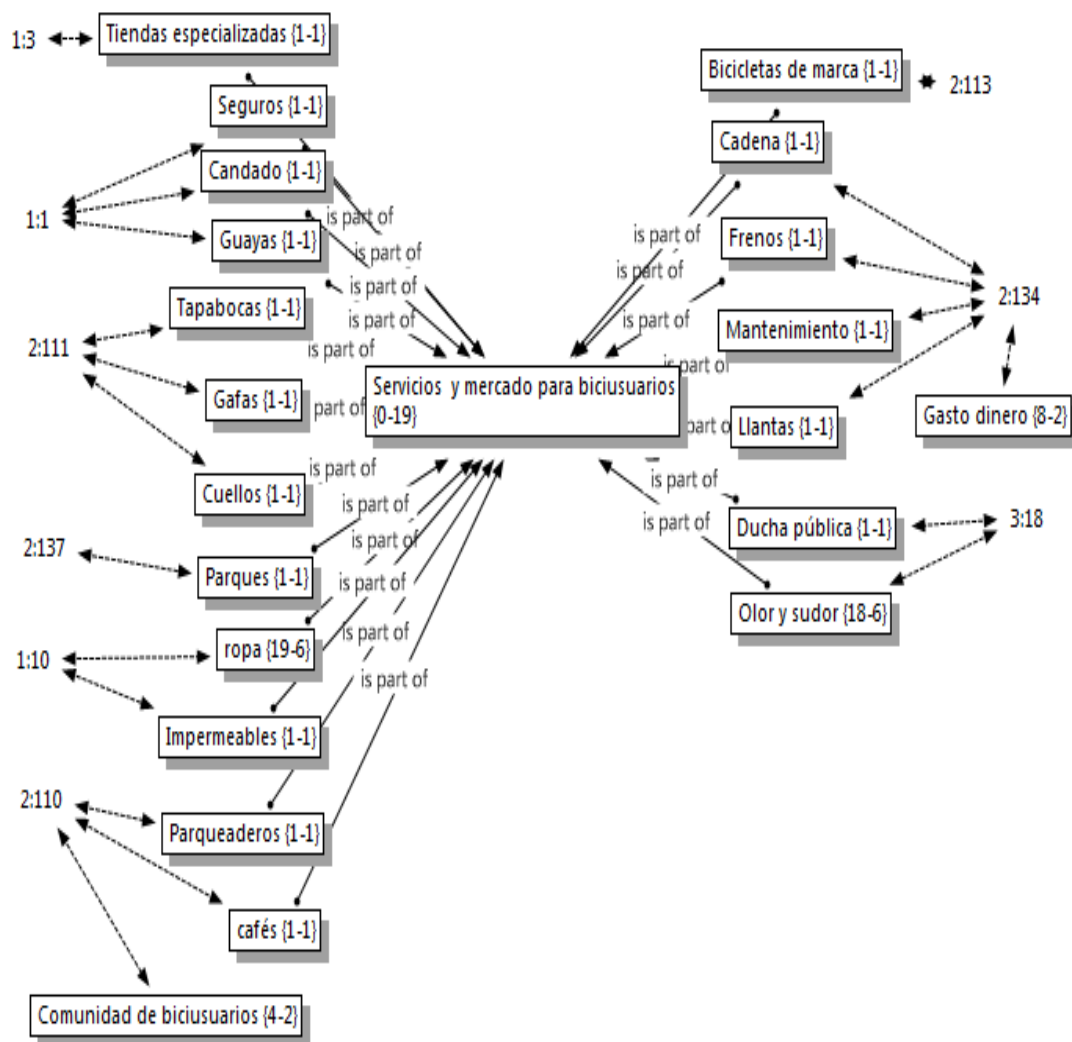 1:3
Tiendas especializadas {1-1}
Seguros {1-1}
Candado {1-1}
1:1
Guayas {1-1}
Tapabocas {1-1}
2:111
Gafas {1-1}
Cuellos {1-1}
2:137
Parques {1-1}
ropa {19-6}
1:10
Impermeables {1-1}
2:110
Parqueaderos {1-1}
cafés {1-1}
Comunidad de biciusuarios {4-2}
is part of
is part of
is part of
is part of
is part of
part of
is part of
is part of
is part of
is part of
is part of
is part of
Servicios y mercado para biciusuarios
{0-19}
is part of
is part of
is part of
is part of
is part of
is part of
is part of
Bicicletas de marca {1-1}
2:113
Cadena {1-1}
Frenos {1-1}
2:134
Mantenimiento {1-1}
Llantas {1-1}
Gasto dinero {8-2}
Ducha pública {1-1}
3:18
Olor y sudor {18-6}